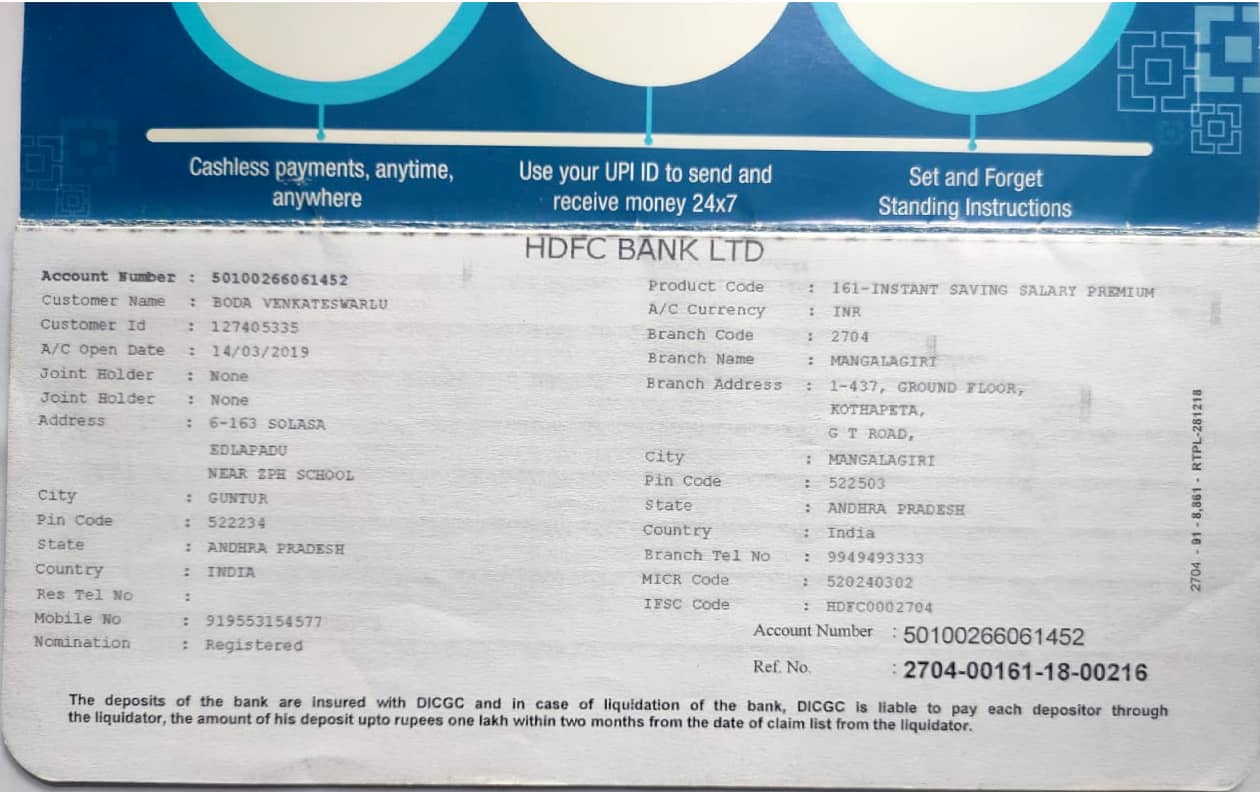 Cashless payments, anytime,
anywhere
Use your UPI ID to send and
receive money 24x7
Set and Forget
Standing Instructions
HDFC BANK LTD
Account Number : 50100266061452
Customer Name : BODA VENKATESWARLU
Customer Id : 127405335
A/C Open Date : 14/03/2019
Joint Holder : None
Joint Holder : None
Address : 6-163 SOLASA
EDLAPADU
NEAR ZPH SCHOOL
City : GUNTUR
Pin Code : 522234
State : ANDHRA PRADESH
Country : INDIA
Res Tel No :
Mobile No : 919553154577
Nomination : Registered
Product Code : 161-INSTANT SAVING SALARY PREMIUM
A/C Currency : INR
Branch Code : 2704
Branch Name : MANGALAGIRI
Branch Address : 1-437, GROUND FLOOR,
KOTHAPETA,
G T ROAD,
City : MANGALAGIRI
Pin Code : 522503
State : ANDHRA PRADESH
Country : India
Branch Tel No : 9949493333
MICR Code : 520240302
IFSC Code : HDFC0002704
Account Number : 50100266061452
Ref. No. : 2704-00161-18-00216
2704 - 91 - 8,861 - RTPL-281218
The deposits of the bank are insured with DICGC and in case of liquidation of the bank, DICGC is liable to pay each depositor through
the liquidator, the amount of his deposit upto rupees one lakh within two months from the date of claim list from the liquidator.